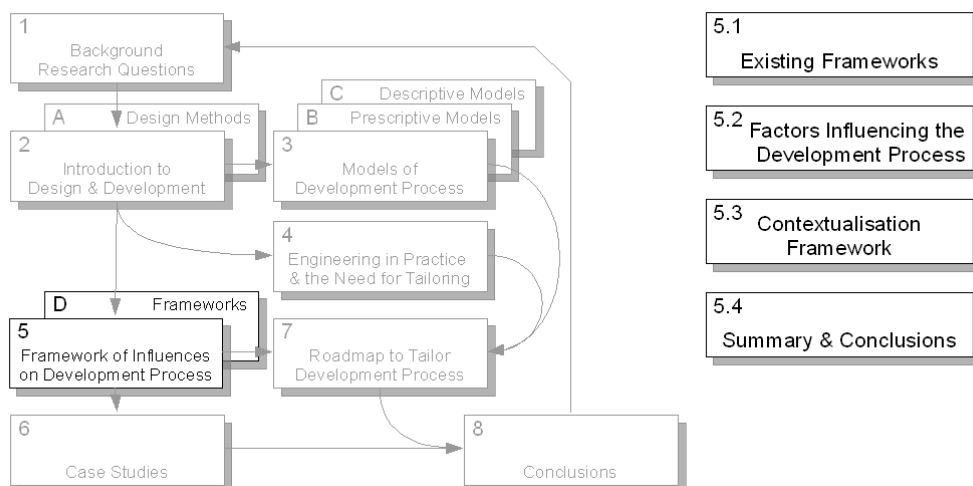 1
Background
Research Questions
A
Design Methods
2
Introduction to
Design & Development
C
Descriptive Models
B
Prescriptive Models
3
Models of
Development Process
4
Engineering in Practice
& the Need for Tailoring
D
Frameworks
5
Framework of Influences
on Development Process
7
Roadmap to Tailor
Development Process
6
Case Studies
8
Conclusions
5.1
Existing Frameworks
5.2
Factors Influencing the
Development Process
5.3
Contextualisation
Framework
5.4
Summary & Conclusions